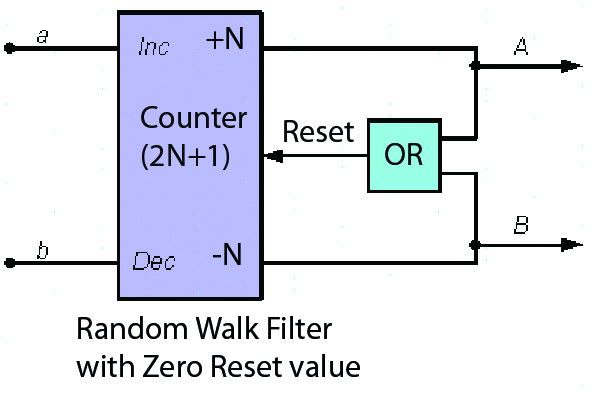 a
Inc +N
A
Counter
(2N+1)
Reset
OR
b
Dec -N
B
Random Walk Filter
with Zero Reset value